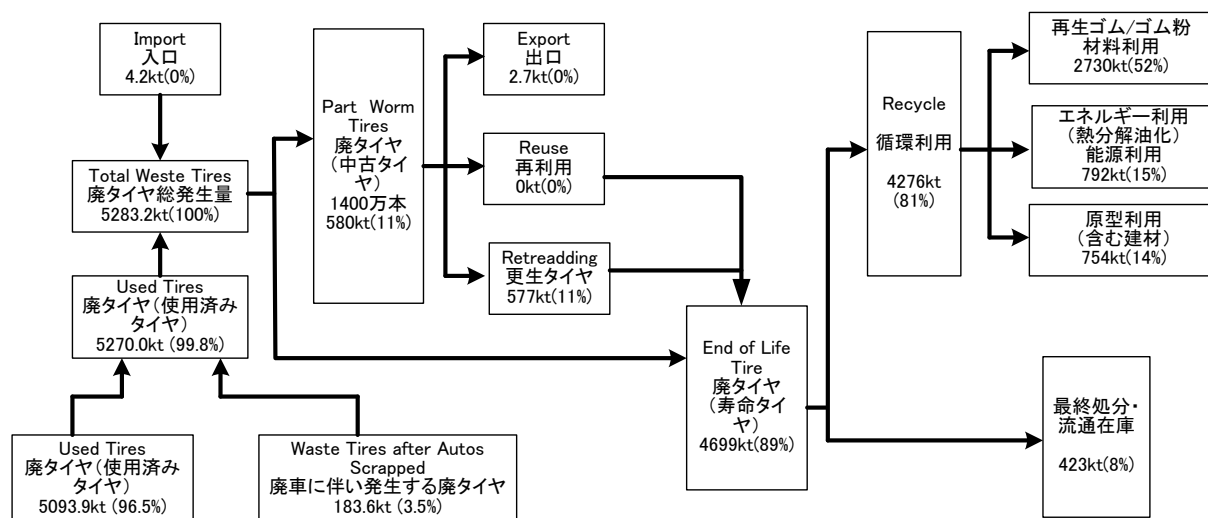 Import
入口
4.2kt(0%)
Total Weste Tires
廃タイヤ総発生量
5283.2kt(100%)
Used Tires
廃タイヤ(使用済み
タイヤ)
5270.0kt (99.8%)
Used Tires
廃タイヤ(使用済み
タイヤ)
5093.9kt (96.5%)
Waste Tires after Autos
Scrapped
廃車に伴い発生する廃タイヤ
183.6kt (3.5%)
Part Worm
Tires
廃タイヤ
(中古タイ
ヤ)
1400万本
580kt(11%)
Export
出口
2.7kt(0%)
Reuse
再利用
0kt(0%)
Retreadding
更生タイヤ
577kt(11%)
End of Life
Tire
廃タイヤ
(寿命タイ
ヤ)
4699kt(89%)
Recycle
循環利用
4276kt
(81%)
再生ゴム/ゴム粉
材料利用
2730kt(52%)
エネルギー利用
(熱分解油化)
能源利用
792kt(15%)
原型利用
(含む建材)
754kt(14%)
最終処分・
流通在庫
423kt(8%)